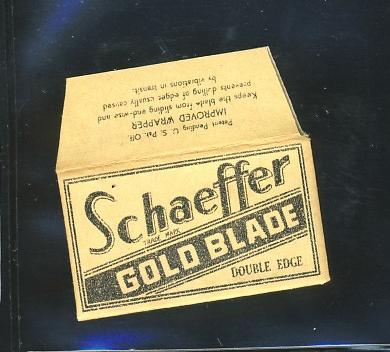 Patent Pending U. S. Pat. Off.
IMPROVED WRAPPER
Keeps the blade from sliding end-wise and
prevents dulling of edges usually caused
by vibrations in transit.
Schaeffer
TRADE MARK
GOLD BLADE
DOUBLE EDGE